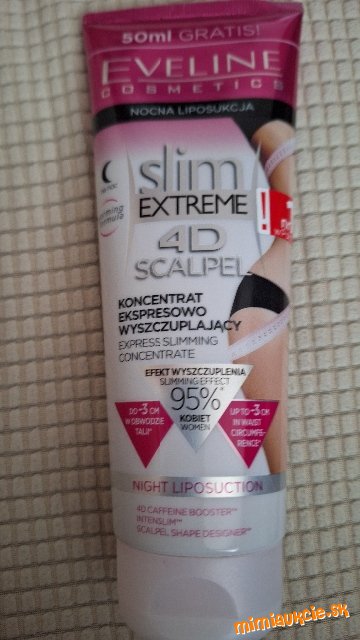 50ml GRATIS!
EVELINE
COSMETICS
NOCNA LIPOSUKCJA
slim
EXTREME
4D
SCALPEL
KONCENTRAT
EKSPRESOWO
WYSZCZUPLAJĄCY
EXPRESS SLIMMING
CONCENTRATE
EFEKT WYSZCZUPLENIA
SLIMMING EFFECT
95%*
KOBIET
WOMEN
DO -3 CM
W OBWODZIE
TALII*
UP TO -3 CM
IN WAIST
CIRCUMFE-
RENCE*
NIGHT LIPOSUCTION
4D CAFFEINE BOOSTER™
INTENSLIM™
SCALPEL SHAPE DESIGNER™
mimiaukcie.sk